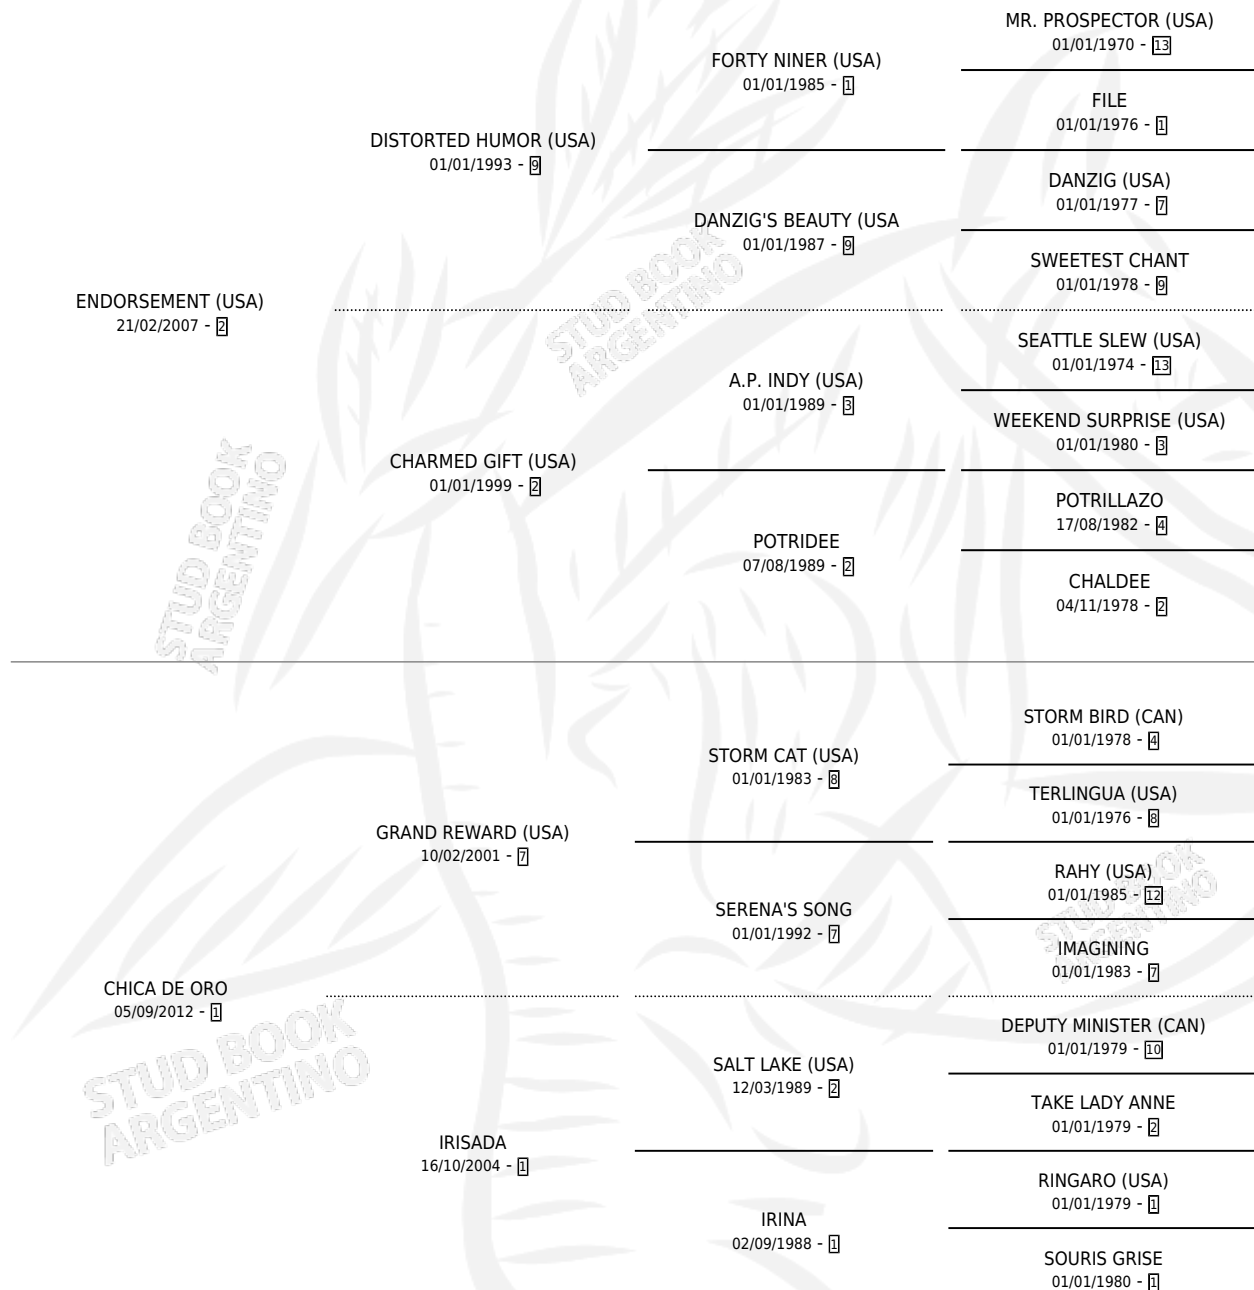 MR. PROSPECTOR (USA)
01/01/1970 - 13
FORTY NINER (USA)
01/01/1985 - 1
FILE
01/01/1976 - 1
DISTORTED HUMOR (USA)
01/01/1993 - 9
DANZIG (USA)
01/01/1977 - 7
DANZIG'S BEAUTY (USA
01/01/1987 - 9
SWEETEST CHANT
01/01/1978 - 9
ENDORSEMENT (USA)
21/02/2007 - 2
SEATTLE SLEW (USA)
01/01/1974 - 13
A.P. INDY (USA)
01/01/1989 - 3
WEEKEND SURPRISE (USA)
01/01/1980 - 3
CHARMED GIFT (USA)
01/01/1999 - 2
POTRILLAZO
17/08/1982 - 4
POTRIDEE
07/08/1989 - 2
CHALDEE
04/11/1978 - 2
STORM BIRD (CAN)
01/01/1978 - 4
STORM CAT (USA)
01/01/1983 - 8
TERLINGUA (USA)
01/01/1976 - 8
GRAND REWARD (USA)
10/02/2001 - 7
RAHY (USA)
01/01/1985 - 12
SERENA'S SONG
01/01/1992 - 7
IMAGINING
01/01/1983 - 7
CHICA DE ORO
05/09/2012 - 1
DEPUTY MINISTER (CAN)
01/01/1979 - 10
SALT LAKE (USA)
12/03/1989 - 2
TAKE LADY ANNE
01/01/1979 - 2
IRISADA
16/10/2004 - 1
RINGARO (USA)
01/01/1979 - 1
IRINA
02/09/1988 - 1
SOURIS GRISE
01/01/1980 - 1
STUD BOOK
ARGENTINO
STUD BOOK
ARGENTINO
STUD BOOK
ARGENTINO
STUD BOOK
ARGENTINO